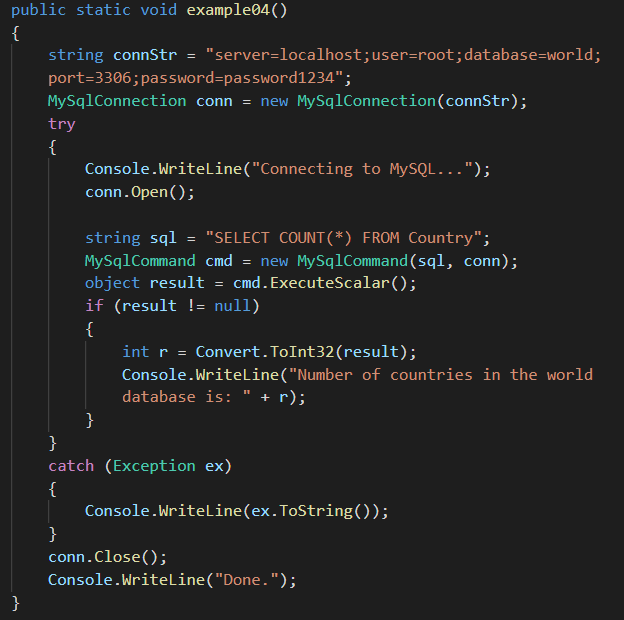 public static void example04()
{
    string connStr = "server=localhost;user=root;database=world;
    port=3306;password=password1234";
    MySqlConnection conn = new MySqlConnection(connStr);
    try
    {
        Console.WriteLine("Connecting to MySQL...");
        conn.Open();

        string sql = "SELECT COUNT(*) FROM Country";
        MySqlCommand cmd = new MySqlCommand(sql, conn);
        object result = cmd.ExecuteScalar();
        if (result != null)
        {
            int r = Convert.ToInt32(result);
            Console.WriteLine("Number of countries in the world
            database is: " + r);
        }
    }
    catch (Exception ex)
    {
        Console.WriteLine(ex.ToString());
    }
    conn.Close();
    Console.WriteLine("Done.");
}